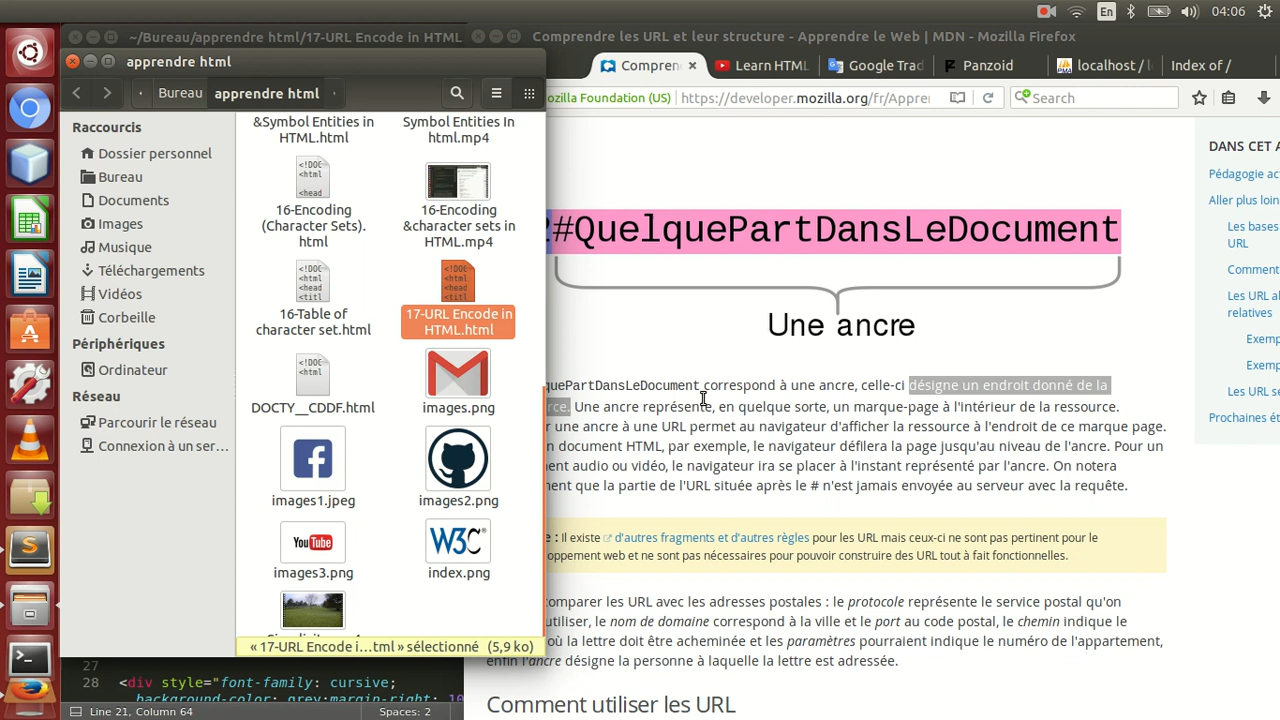 En
04:06
~/Bureau/apprendre html/17-URL Encode in HTML
Comprendre les URL et leur structure - Apprendre le Web | MDN - Mozilla Firefox
apprendre html
Compren
Learn HTML
Google Trad
Panzoid
localhost / l
Index of /
Bureau
apprendre html
ozilla Foundation (US)
https://developer.mozilla.org/fr/Appre
Search
Raccourcis
Dossier personnel
Bureau
Documents
Images
Musique
Téléchargements
Vidéos
Corbeille
Périphériques
Ordinateur
Réseau
Parcourir le réseau
Connexion à un ser…
&Symbol Entities in
HTML.html
Symbol Entities In
html.mp4
16-Encoding
(Character Sets).
html
16-Encoding
&character sets in
HTML.mp4
16-Table of
character set.html
17-URL Encode in
HTML.html
DOCTY__CDDF.html
images.png
images1.jpeg
images2.png
YouTube
images3.png
W3C
index.png
« 17-URL Encode i…tml » sélectionné (5,9 ko)
#QuelquePartDansLeDocument
Une ancre
quePartDansLeDocument correspond à une ancre, celle-ci désigne un endroit donné de la
rce. Une ancre représente, en quelque sorte, un marque-page à l'intérieur de la ressource.
r une ancre à une URL permet au navigateur d'afficher la ressource à l'endroit de ce marque page.
n document HTML, par exemple, le navigateur défilera la page jusqu'au niveau de l'ancre. Pour un
ent audio ou vidéo, le navigateur ira se placer à l'instant représenté par l'ancre. On notera
ment que la partie de l'URL située après le # n'est jamais envoyée au serveur avec la requête.
e : Il existe d'autres fragments et d'autres règles pour les URL mais ceux-ci ne sont pas pertinent pour le
oppement web et ne sont pas nécessaires pour pouvoir construire des URL tout à fait fonctionnelles.
omparer les URL avec les adresses postales : le protocole représente le service postal qu'on
utiliser, le nom de domaine correspond à la ville et le port au code postal, le chemin indique le
où la lettre doit être acheminée et les paramètres pourraient indique le numéro de l'appartement,
enfin l'ancre désigne la personne à laquelle la lettre est adressée.
Comment utiliser les URL
DANS CET A
Pédagogie ac
Aller plus loin
Les bases
URL
Comment
Les URL a
relatives
Exemp
Exemp
Les URL se
Prochaines ét
27
28 <div style="font-family: cursive;
background-color: grey;margin-right: 10
Line 21, Column 64
Spaces: 2